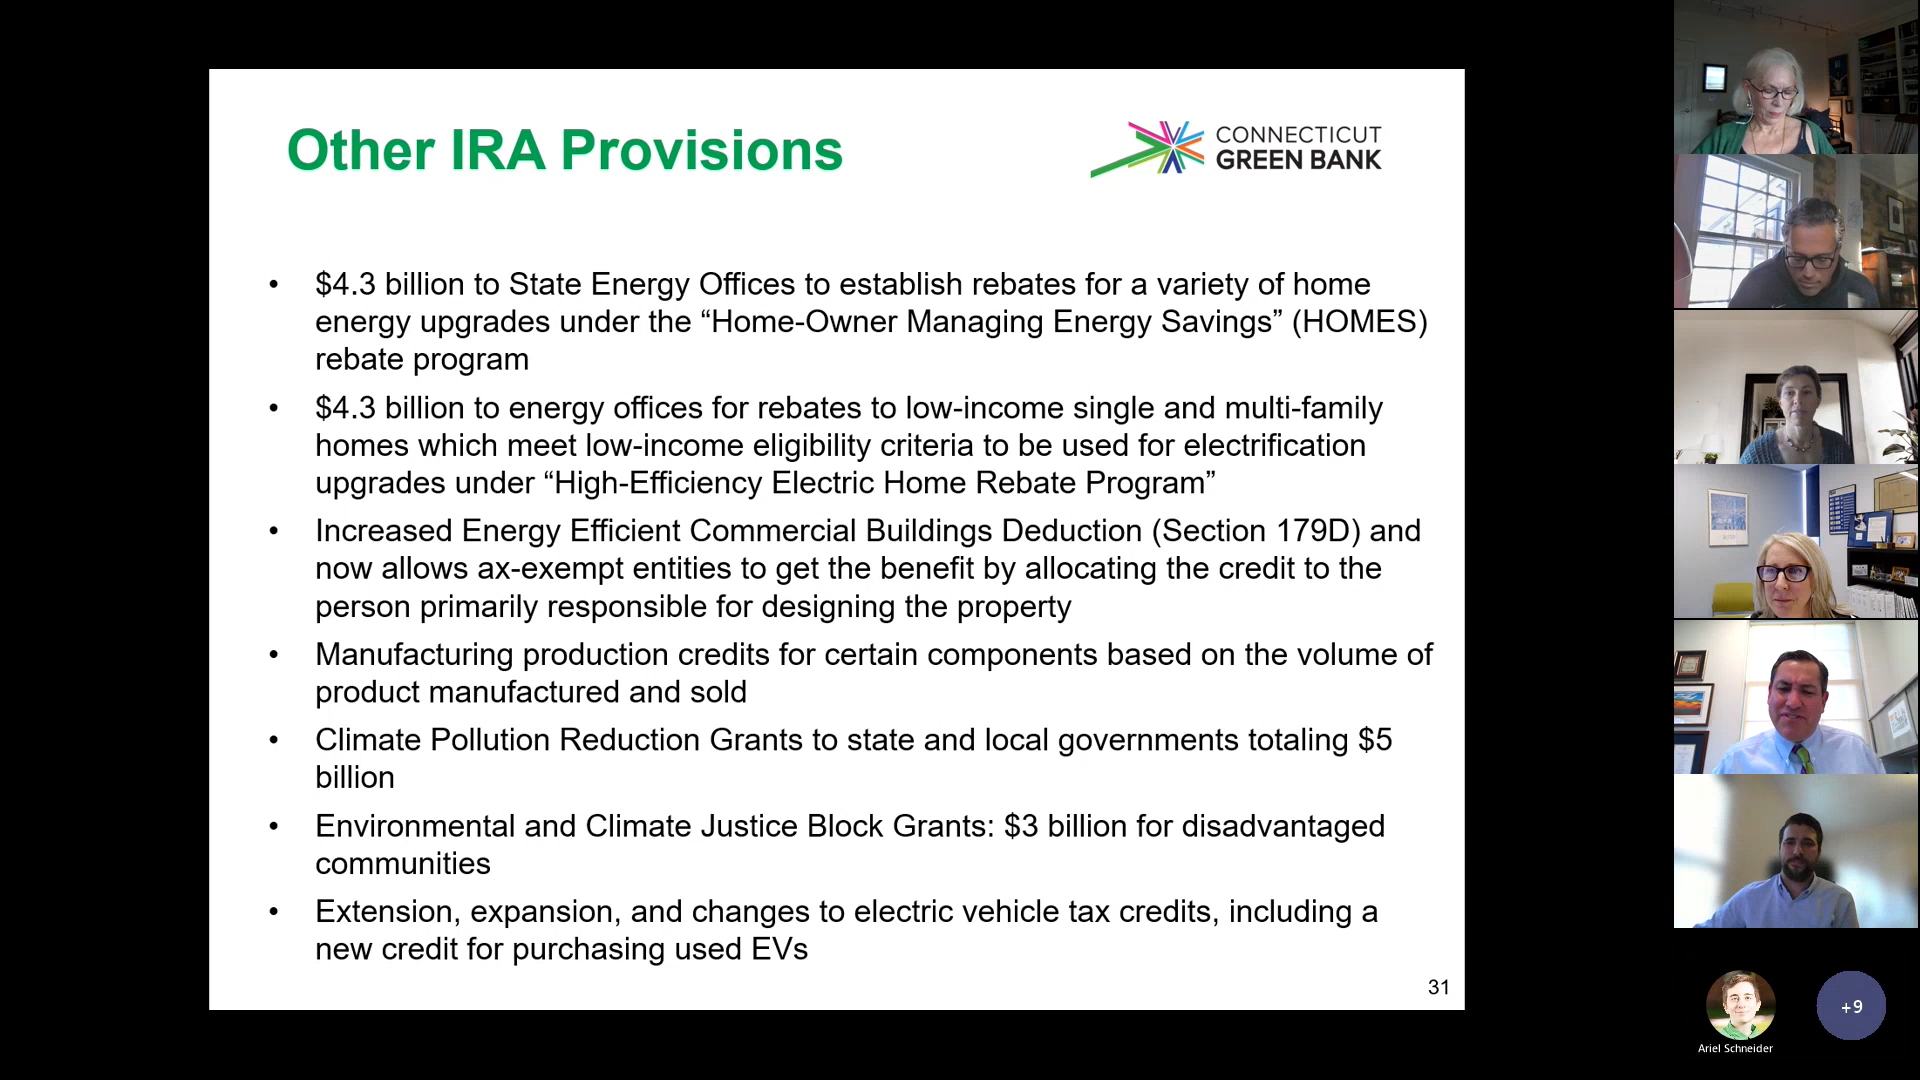 Other IRA Provisions
CONNECTICUT
GREEN BANK
• $4.3 billion to State Energy Offices to establish rebates for a variety of home
energy upgrades under the “Home-Owner Managing Energy Savings” (HOMES)
rebate program
• $4.3 billion to energy offices for rebates to low-income single and multi-family
homes which meet low-income eligibility criteria to be used for electrification
upgrades under “High-Efficiency Electric Home Rebate Program”
• Increased Energy Efficient Commercial Buildings Deduction (Section 179D) and
now allows ax-exempt entities to get the benefit by allocating the credit to the
person primarily responsible for designing the property
• Manufacturing production credits for certain components based on the volume of
product manufactured and sold
• Climate Pollution Reduction Grants to state and local governments totaling $5
billion
• Environmental and Climate Justice Block Grants: $3 billion for disadvantaged
communities
• Extension, expansion, and changes to electric vehicle tax credits, including a
new credit for purchasing used EVs
31
+9
Ariel Schneider